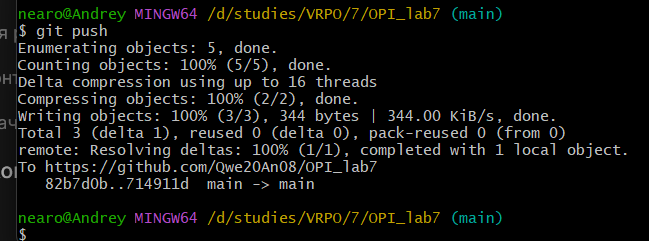 nearo@Andrey MINGW64 /d/studies/VRPO/7/OPI_lab7 (main)
$ git push
Enumerating objects: 5, done.
Counting objects: 100% (5/5), done.
Delta compression using up to 16 threads
Compressing objects: 100% (2/2), done.
Writing objects: 100% (3/3), 344 bytes | 344.00 KiB/s, done.
Total 3 (delta 1), reused 0 (delta 0), pack-reused 0 (from 0)
remote: Resolving deltas: 100% (1/1), completed with 1 local object.
To https://github.com/Qwe20An08/OPI_lab7
   82b7d0b..714911d  main -> main

nearo@Andrey MINGW64 /d/studies/VRPO/7/OPI_lab7 (main)
$